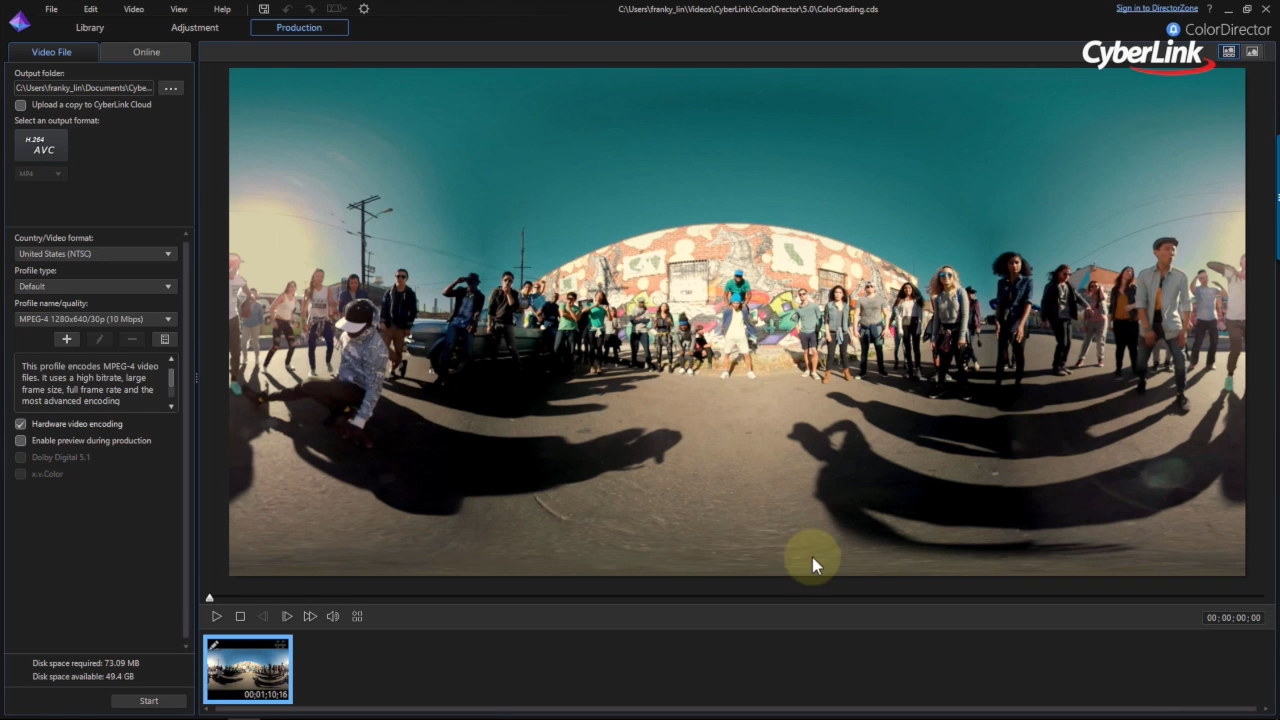 File Edit Video View Help
C:\Users\franky_lin\Videos\CyberLink\ColorDirector\5.0\ColorGrading.cds
Sign in to DirectorZone ?
Library Adjustment Production
ColorDirector
CyberLink
Video File Online
Output folder:
C:\Users\franky_lin\Documents\Cybe... ...
Upload a copy to CyberLink Cloud
Select an output format:
H.264
AVC
MP4
Country/Video format:
United States (NTSC)
Profile type:
Default
Profile name/quality:
MPEG-4 1280x640/30p (10 Mbps)
This profile encodes MPEG-4 video
files. It uses a high bitrate, large
frame size, full frame rate and the
most advanced encoding
Hardware video encoding
Enable preview during production
Dolby Digital 5.1
x.v.Color
00;00;00;00
00;01;10;16
Disk space required: 73.09 MB
Disk space available: 49.4 GB
Start